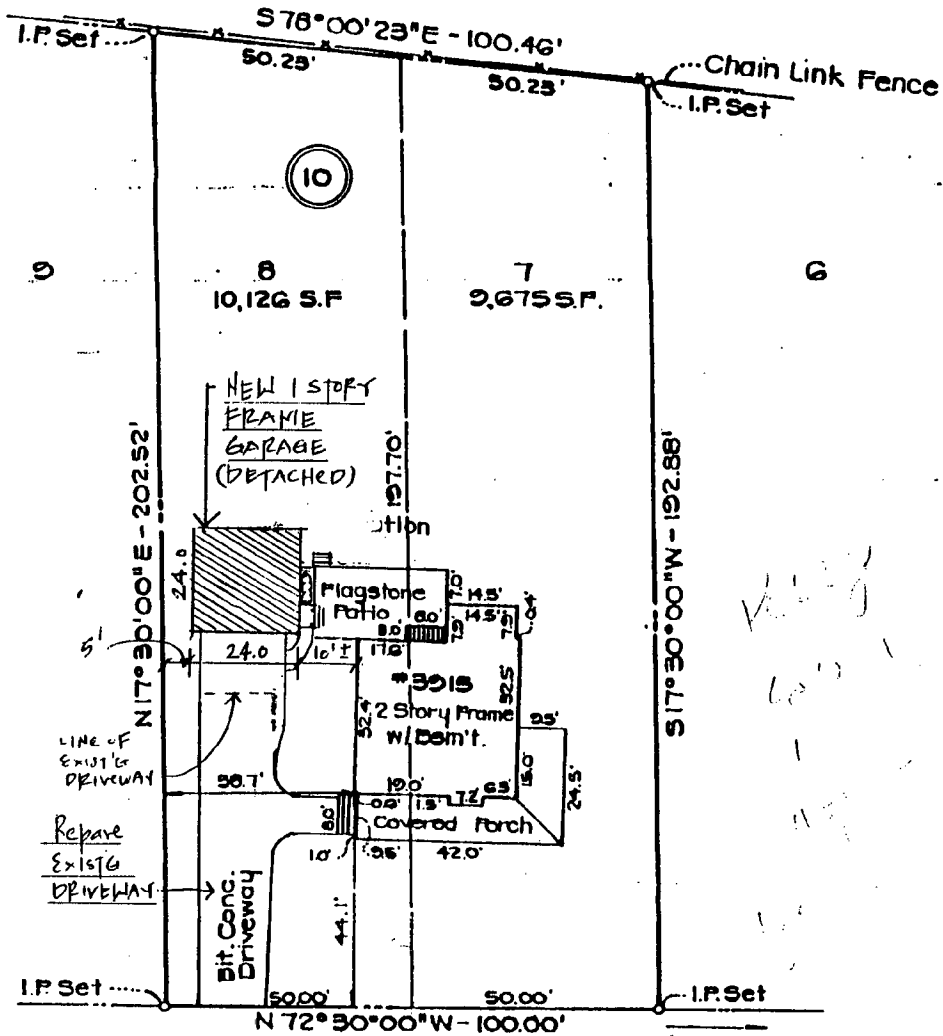 S 78°00'23"E - 100.46'
I.P. Set
50.23'
50.23'
Chain Link Fence
I.P. Set
10
9
8
10,126 S.F
7
9,675 S.F.
6
NEW 1 STORY
FRAME
GARAGE
(DETACHED)
N 17°30'00"E - 202.52'
197.70'
S 17°30'00"W - 192.88'
24.0
Flagstone
Patio
7.0'
14.5'
14.5'
7.9'
7.9'
0.4'
8.0'
8.0'
17.0'
5'
24.0
10'±
#3915
2 Story Frame
W/Bsm't.
32.4'
32.5'
9.5'
15.0'
24.5'
LINE OF
EXIST'G
DRIVEWAY
38.7'
19.0'
1.5'
7.2'
6.3'
8.0'
Covered Porch
1.0'
9.6'
42.0'
Repave
EXIST'G
DRIVEWAY
Bit. Conc.
Driveway
44.1'
I.P. Set
50.00'
50.00'
I.P. Set
N 72°30'00"W - 100.00'